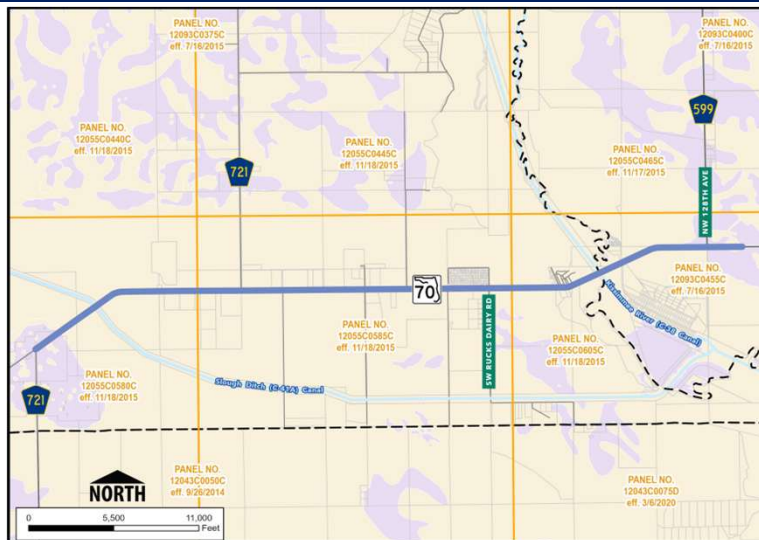 PANEL NO.
12093C0375C
eff. 7/16/2015
PANEL NO.
12093C0400C
eff. 7/16/2015
599
PANEL NO.
12055C0440C
eff. 11/18/2015
PANEL NO.
12055C0445C
eff. 11/18/2015
PANEL NO.
12055C0465C
eff. 11/17/2015
721
NW 128TH AVE
70
PANEL NO.
12093C0455C
eff. 7/16/2015
Kissimmee River (C-38 Canal)
SW RUCKS DAIRY RD
PANEL NO.
12055C0585C
eff. 11/18/2015
PANEL NO.
12055C0605C
eff. 11/18/2015
PANEL NO.
12055C0580C
eff. 11/18/2015
Slough Ditch (C-41A) Canal
721
PANEL NO.
12043C0050C
eff. 9/26/2014
PANEL NO.
12043C0075D
eff. 3/6/2020
NORTH
0 5,500 11,000
Feet